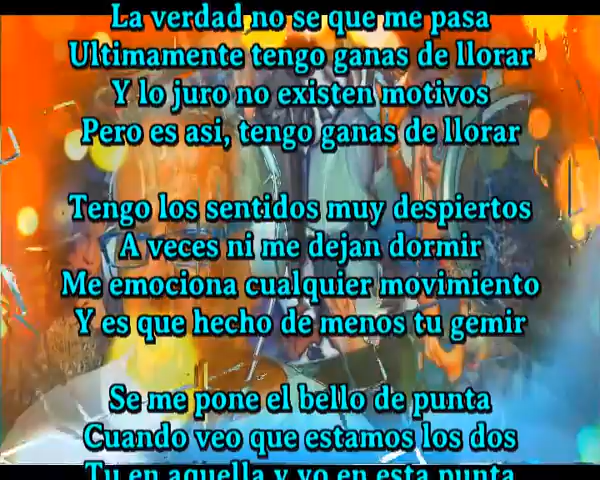 La verdad no se que me pasa
Ultimamente tengo ganas de llorar
Y lo juro no existen motivos
Pero es asi, tengo ganas de llorar
Tengo los sentidos muy despiertos
A veces ni me dejan dormir
Me emociona cualquier movimiento
Y es que hecho de menos tu gemir
Se me pone el bello de punta
Cuando veo que estamos los dos
Tu en aquella y yo en esta punta